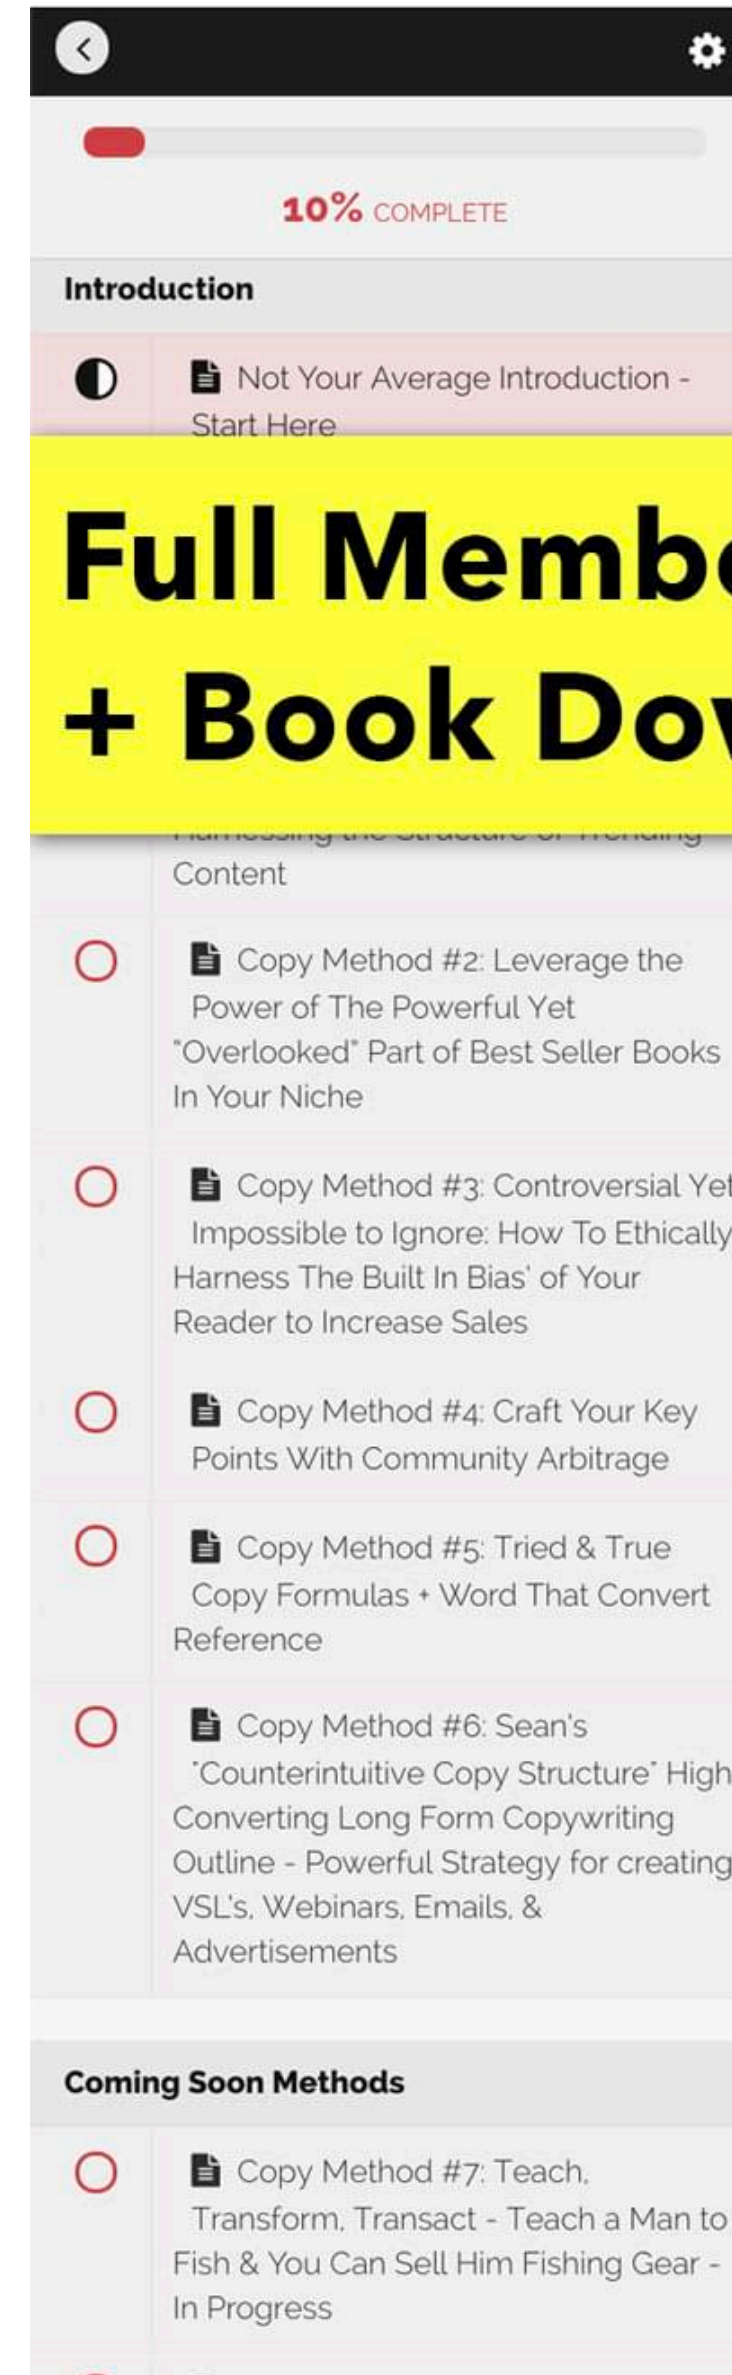 10% COMPLETE
Introduction
Not Your Average Introduction -
Start Here
Full
+ Book
Harnessing the Structure of Trending
Content
Copy Method #2: Leverage the
Power of The Powerful Yet
"Overlooked" Part of Best Seller Books
In Your Niche
Copy Method #3: Controversial Yet
Impossible to Ignore: How To Ethically
Harness The Built In Bias' of Your
Reader to Increase Sales
Copy Method #4: Craft Your Key
Points With Community Arbitrage
Copy Method #5: Tried & True
Copy Formulas + Word That Convert
Reference
Copy Method #6: Sean's
"Counterintuitive Copy Structure" High
Converting Long Form Copywriting
Outline - Powerful Strategy for creating
VSL's, Webinars, Emails, &
Advertisements
Coming Soon Methods
Copy Method #7: Teach,
Transform, Transact - Teach a Man to
Fish & You Can Sell Him Fishing Gear -
In Progress